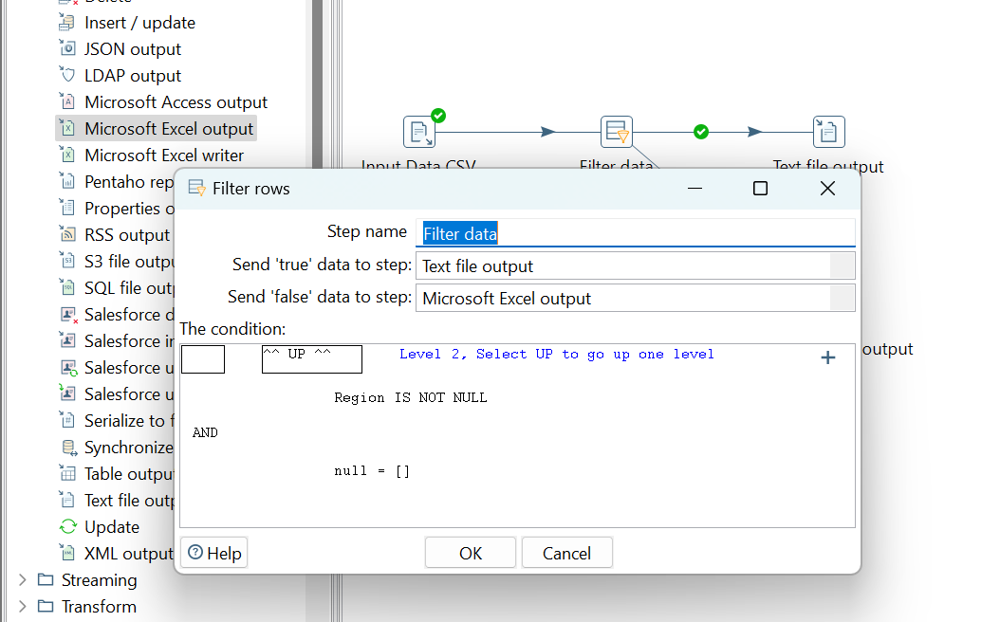 Delete
Insert / update
JSON output
LDAP output
Microsoft Access output
Microsoft Excel output
Microsoft Excel writer
Pentaho rep
Properties o
RSS output
S3 file outpu
SQL file outp
Salesforce d
Salesforce in
Salesforce u
Salesforce u
Serialize to f
Synchronize
Table output
Text file outp
Update
XML output
Streaming
Transform
Input Data CSV
Filter data
Text file output
output
Filter rows
Step name Filter data
Send 'true' data to step: Text file output
Send 'false' data to step: Microsoft Excel output
The condition:
^^ UP ^^ Level 2, Select UP to go up one level
Region IS NOT NULL
AND
null = []
Help OK Cancel